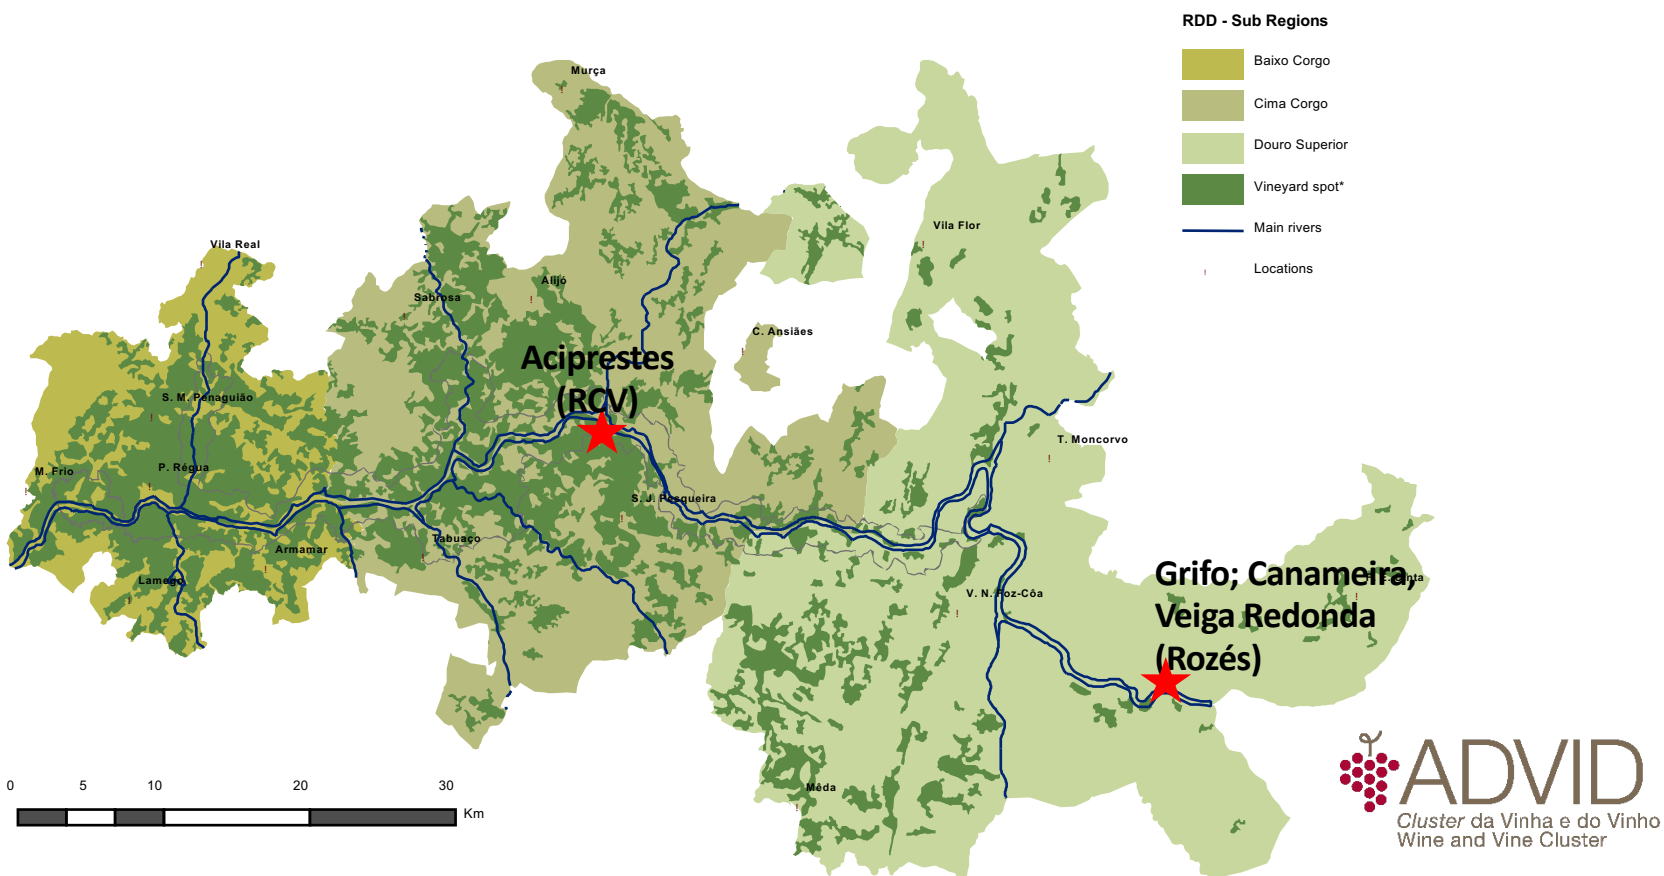 RDD - Sub Regions
Baixo Corgo
Cima Corgo
Douro Superior
Vineyard spot*
Main rivers
Locations
Murça
Vila Flor
Vila Real
Alijó
Sabrosa
C. Ansiães
Aciprestes
(RCV)
S. M. Penaguião
T. Moncorvo
P. Régua
M. Frio
S. J. Pesqueira
Tabuaço
Armamar
Lamego
V. N. Foz-Côa
Grifo; Canameira,
Veiga Redonda
(Rozés)
Mêda
0 5 10 20 30
Km
ADVID
Cluster da Vinha e do Vinho
Wine and Vine Cluster